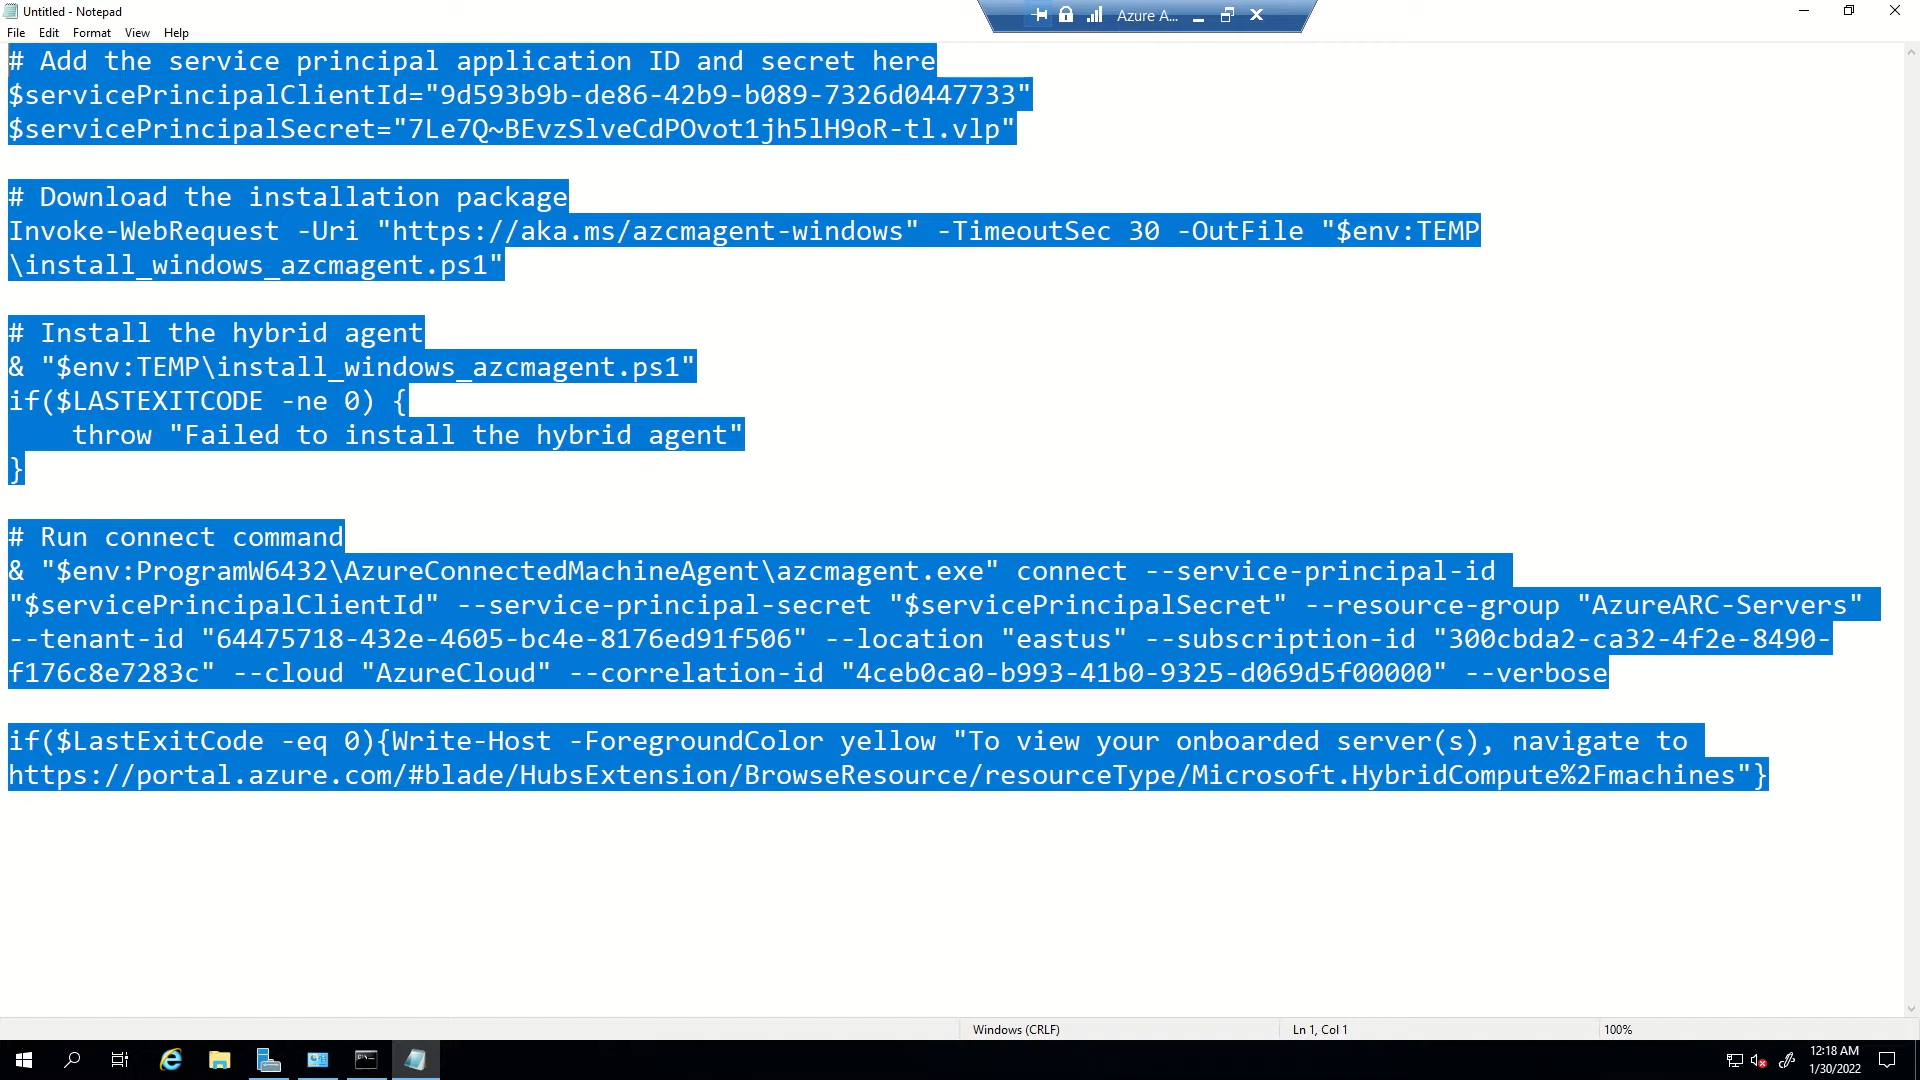 Untitled - Notepad
Azure A...
File Edit Format View Help
# Add the service principal application ID and secret here
$servicePrincipalClientId="9d593b9b-de86-42b9-b089-7326d0447733"
$servicePrincipalSecret="7Le7Q~BEvzSlveCdPOvot1jh5lH9oR-tl.vlp"
# Download the installation package
Invoke-WebRequest -Uri "https://aka.ms/azcmagent-windows" -TimeoutSec 30 -OutFile "$env:TEMP
\install_windows_azcmagent.ps1"
# Install the hybrid agent
& "$env:TEMP\install_windows_azcmagent.ps1"
if($LASTEXITCODE -ne 0) {
    throw "Failed to install the hybrid agent"
}
# Run connect command
& "$env:ProgramW6432\AzureConnectedMachineAgent\azcmagent.exe" connect --service-principal-id
"$servicePrincipalClientId" --service-principal-secret "$servicePrincipalSecret" --resource-group "AzureARC-Servers"
--tenant-id "64475718-432e-4605-bc4e-8176ed91f506" --location "eastus" --subscription-id "300cbda2-ca32-4f2e-8490-
f176c8e7283c" --cloud "AzureCloud" --correlation-id "4ceb0ca0-b993-41b0-9325-d069d5f00000" --verbose
if($LastExitCode -eq 0){Write-Host -ForegroundColor yellow "To view your onboarded server(s), navigate to
https://portal.azure.com/#blade/HubsExtension/BrowseResource/resourceType/Microsoft.HybridCompute%2Fmachines"}
Windows (CRLF) Ln 1, Col 1 100%
12:18 AM
1/30/2022